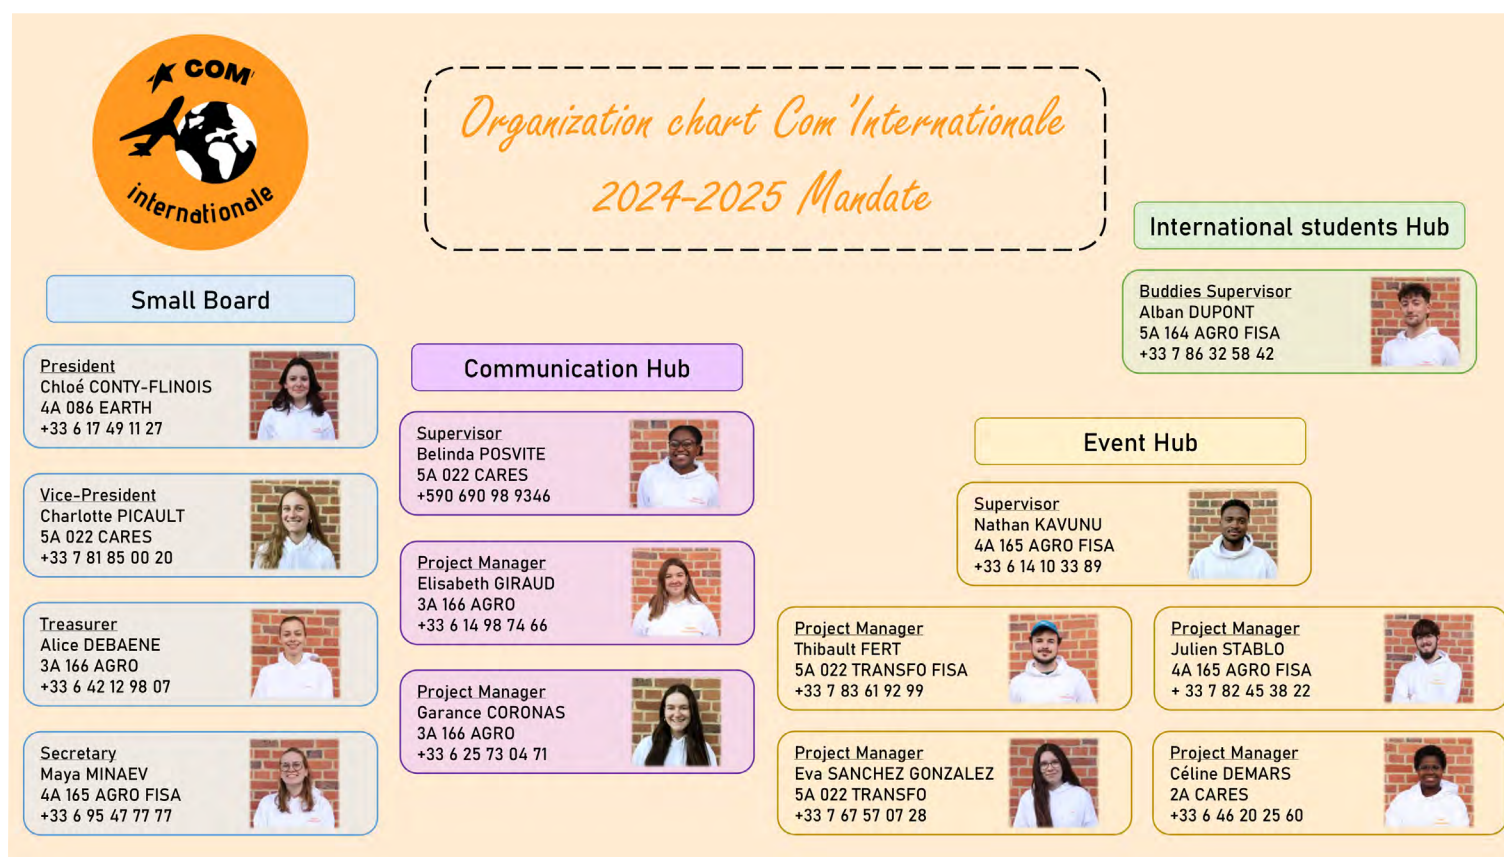 COM'
internationale
Organization chart Com'Internationale
2024-2025 Mandate
Small Board
President
Chloé CONTY-FLINOIS
4A 086 EARTH
+33 6 17 49 11 27
Vice-President
Charlotte PICAULT
5A 022 CARES
+33 7 81 85 00 20
Treasurer
Alice DEBAENE
3A 166 AGRO
+33 6 42 12 98 07
Secretary
Maya MINAEV
4A 165 AGRO FISA
+33 6 95 47 77 77
Communication Hub
Supervisor
Belinda POSVITE
5A 022 CARES
+590 690 98 9346
Project Manager
Elisabeth GIRAUD
3A 166 AGRO
+33 6 14 98 74 66
Project Manager
Garance CORONAS
3A 166 AGRO
+33 6 25 73 04 71
International students Hub
Buddies Supervisor
Alban DUPONT
5A 164 AGRO FISA
+33 7 86 32 58 42
Event Hub
Supervisor
Nathan KAVUNU
4A 165 AGRO FISA
+33 6 14 10 33 89
Project Manager
Thibault FERT
5A 022 TRANSFO FISA
+33 7 83 61 92 99
Project Manager
Julien STABLO
4A 165 AGRO FISA
+ 33 7 82 45 38 22
Project Manager
Eva SANCHEZ GONZALEZ
5A 022 TRANSFO
+33 7 67 57 07 28
Project Manager
Céline DEMARS
2A CARES
+33 6 46 20 25 60